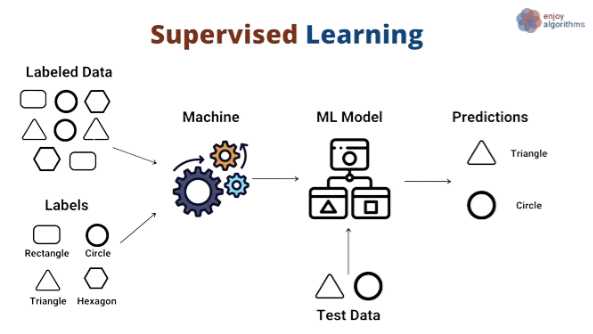 enjoy
algorithms
Supervised Learning
Labeled Data
Machine
ML Model
Predictions
Triangle
Circle
Labels
Rectangle
Circle
Triangle
Hexagon
Test Data